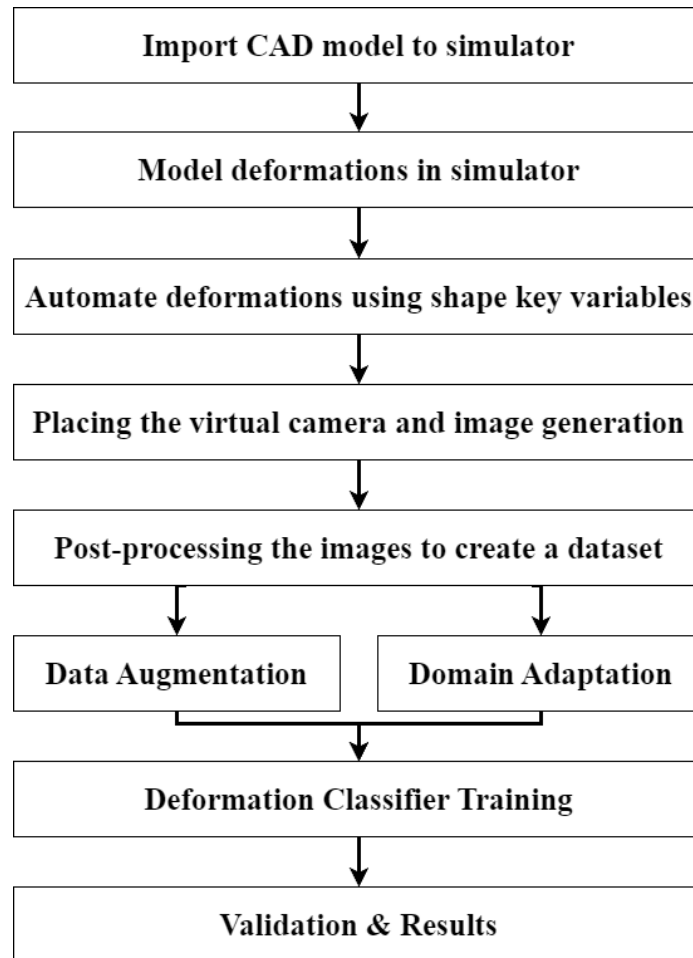 Import CAD model to simulator
Model deformations in simulator
Automate deformations using shape key variables
Placing the virtual camera and image generation
Post-processing the images to create a dataset
Data Augmentation
Domain Adaptation
Deformation Classifier Training
Validation & Results